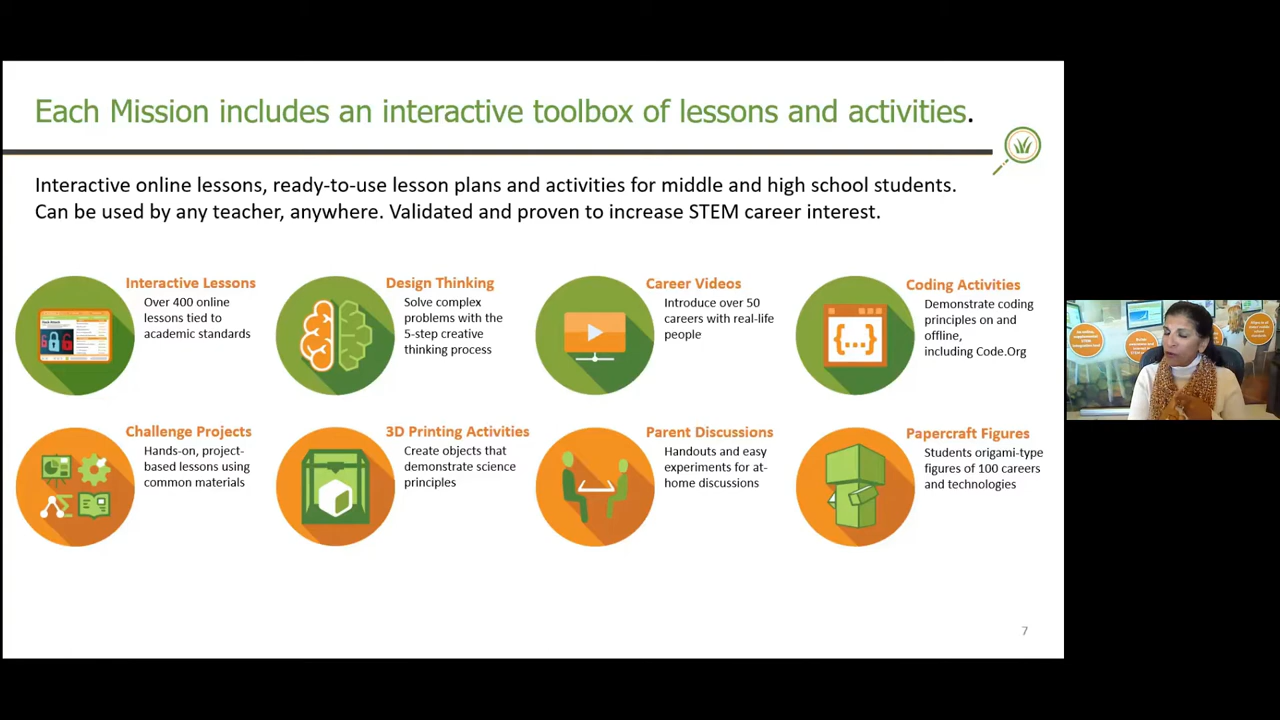 Each Mission includes an interactive toolbox of lessons and activities.
Interactive online lessons, ready-to-use lesson plans and activities for middle and high school students.
Can be used by any teacher, anywhere. Validated and proven to increase STEM career interest.
Interactive Lessons
Over 400 online
lessons tied to
academic standards
Design Thinking
Solve complex
problems with the
5-step creative
thinking process
Career Videos
Introduce over 50
careers with real-life
people
Coding Activities
Demonstrate coding
principles on and
offline,
including Code.Org
{...}
Challenge Projects
Hands-on, project-
based lessons using
common materials
3D Printing Activities
Create objects that
demonstrate science
principles
Parent Discussions
Handouts and easy
experiments for at-
home discussions
Papercraft Figures
Students origami-type
figures of 100 careers
and technologies
7